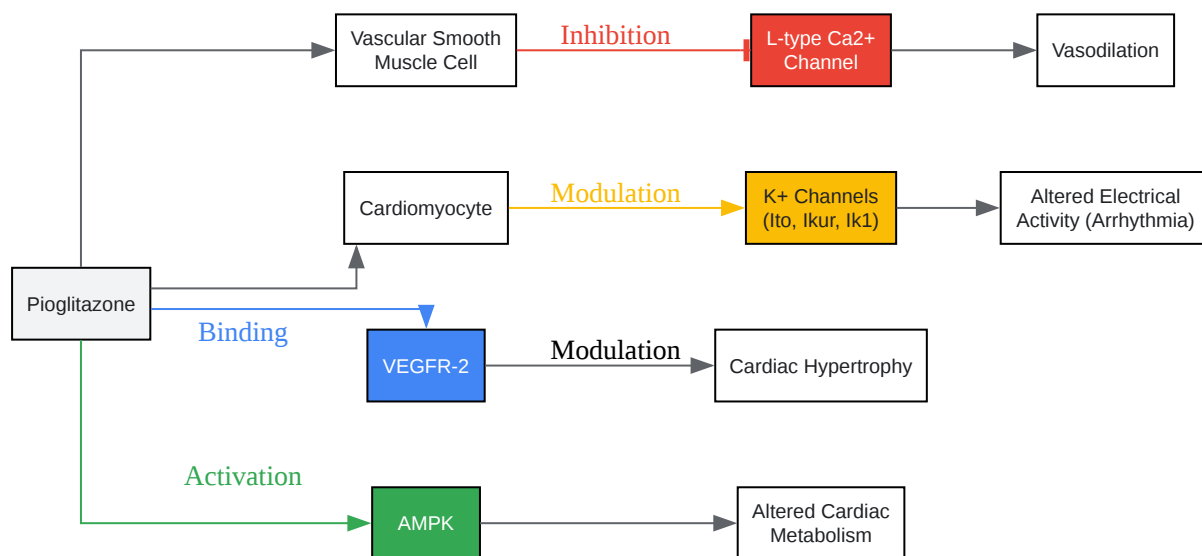 Vascular Smooth
Muscle Cell
Inhibition
L-type Ca2+
Channel
Vasodilation
Cardiomyocyte
Modulation
K+ Channels
(Ito, Ikur, Ik1)
Altered Electrical
Activity (Arrhythmia)
Pioglitazone
Binding
VEGFR-2
Modulation
Cardiac Hypertrophy
Activation
AMPK
Altered Cardiac
Metabolism